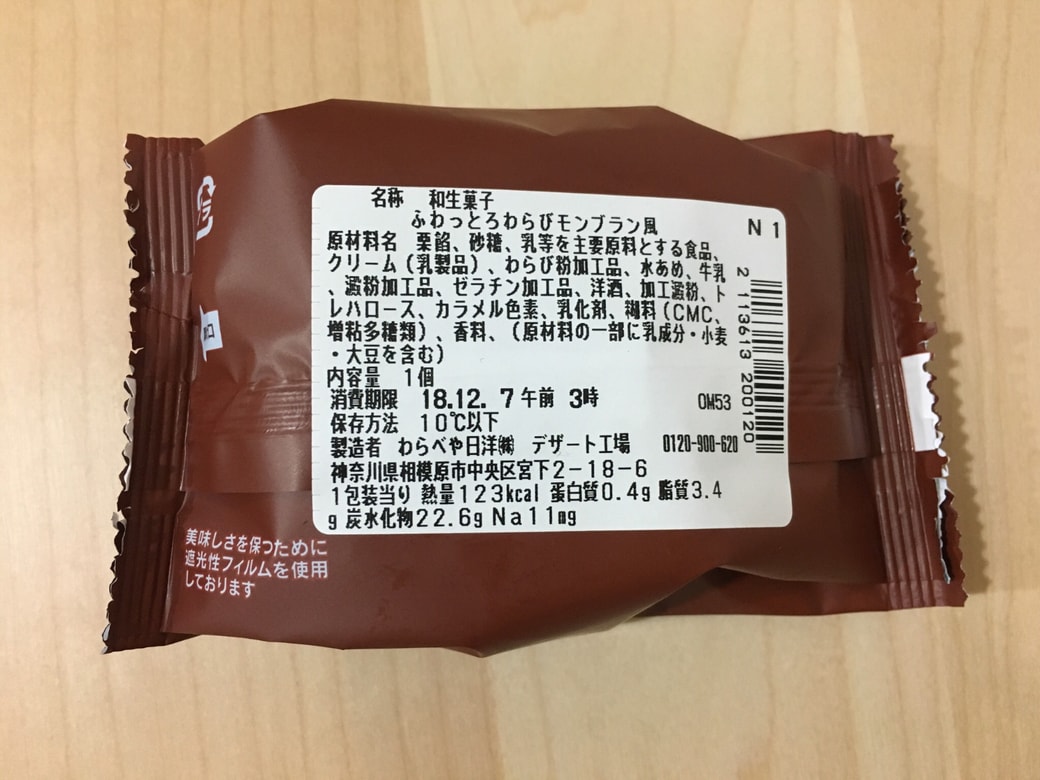 名称 和生菓子
ふわっとろわらびモンブラン風
N 1
原材料名 栗餡、砂糖、乳等を主要原料とする食品、
クリーム(乳製品)、わらび粉加工品、水あめ、牛乳
、澱粉加工品、ゼラチン加工品、洋酒、加工澱粉、ト
レハロース、カラメル色素、乳化剤、糊料(CMC、
増粘多糖類)、香料、(原材料の一部に乳成分・小麦
・大豆を含む)
内容量 1個
消費期限 18.12. 7 午前 3時 OM53
保存方法 10℃以下
製造者 わらべや日洋㈱ デザート工場 0120-900-620
神奈川県相模原市中央区宮下2-18-6
1包装当り 熱量123kcal 蛋白質0.4g 脂質3.4
g 炭水化物22.6g Na11mg
2 113613 200120
美味しさを保つために
遮光性フィルムを使用
しております